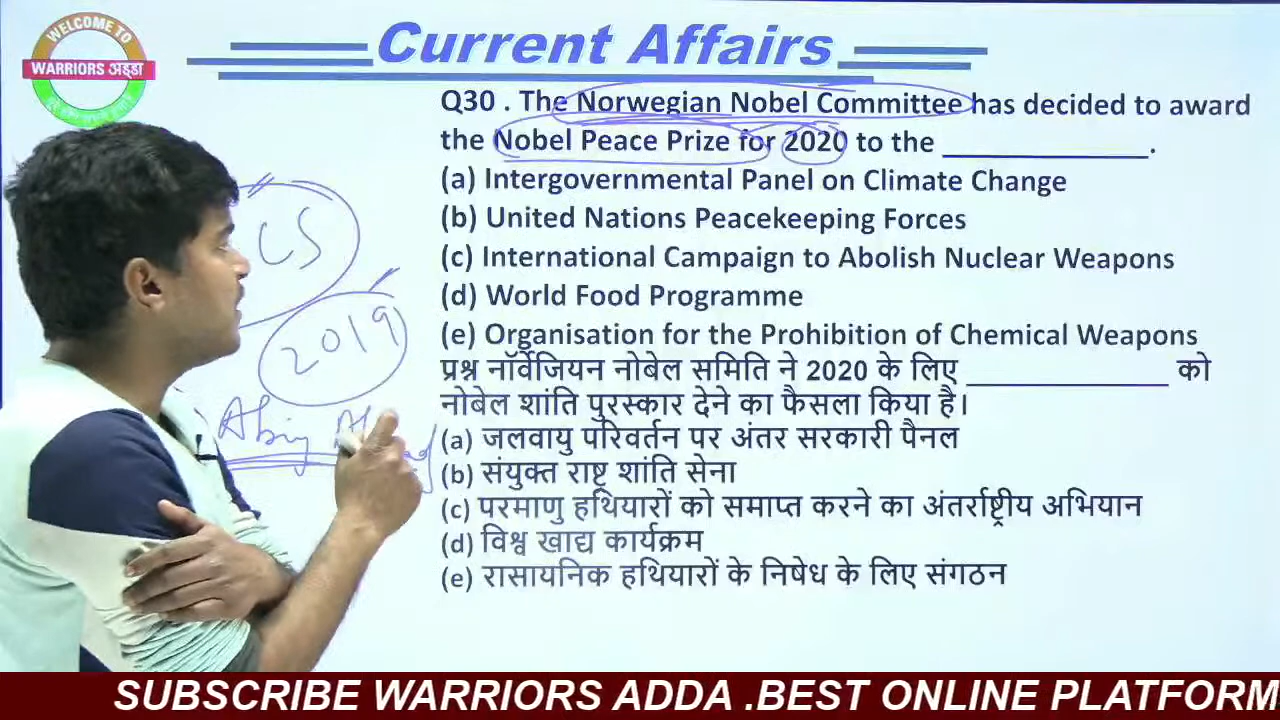 WELCOME TO
WARRIORS अड्डा
Current Affairs
Q30 . The Norwegian Nobel Committee has decided to award
the Nobel Peace Prize for 2020 to the ____________.
(a) Intergovernmental Panel on Climate Change
(b) United Nations Peacekeeping Forces
(c) International Campaign to Abolish Nuclear Weapons
(d) World Food Programme
(e) Organisation for the Prohibition of Chemical Weapons
प्रश्न नॉर्वेजियन नोबेल समिति ने 2020 के लिए ____________ को
नोबेल शांति पुरस्कार देने का फैसला किया है।
(a) जलवायु परिवर्तन पर अंतर सरकारी पैनल
(b) संयुक्त राष्ट्र शांति सेना
(c) परमाणु हथियारों को समाप्त करने का अंतर्राष्ट्रीय अभियान
(d) विश्व खाद्य कार्यक्रम
(e) रासायनिक हथियारों के निषेध के लिए संगठन
2019
Abiy
SUBSCRIBE WARRIORS ADDA .BEST ONLINE PLATFORM